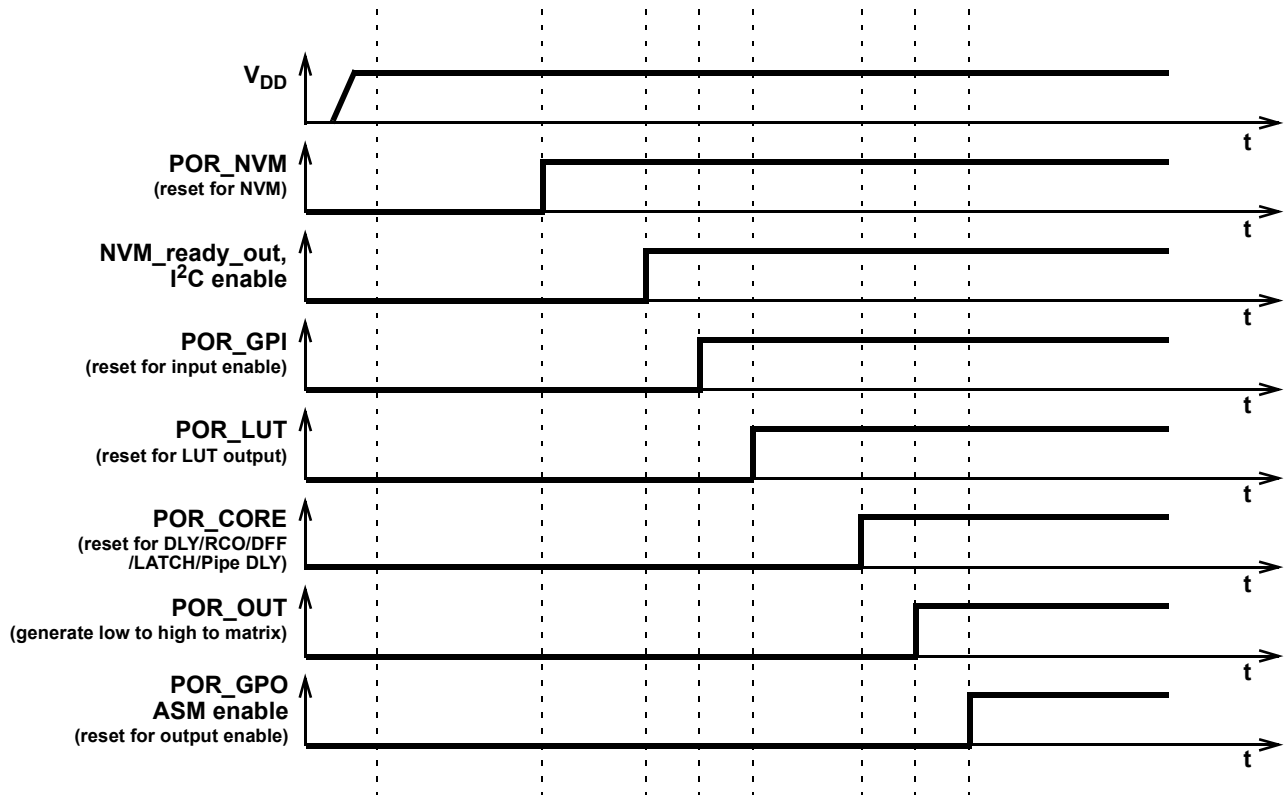 VDD
t
POR_NVM
(reset for NVM)
t
NVM_ready_out,
I2C enable
t
POR_GPI
(reset for input enable)
t
POR_LUT
(reset for LUT output)
t
POR_CORE
(reset for DLY/RCO/DFF
/LATCH/Pipe DLY)
t
POR_OUT
(generate low to high to matrix)
t
POR_GPO
ASM enable
(reset for output enable)
t